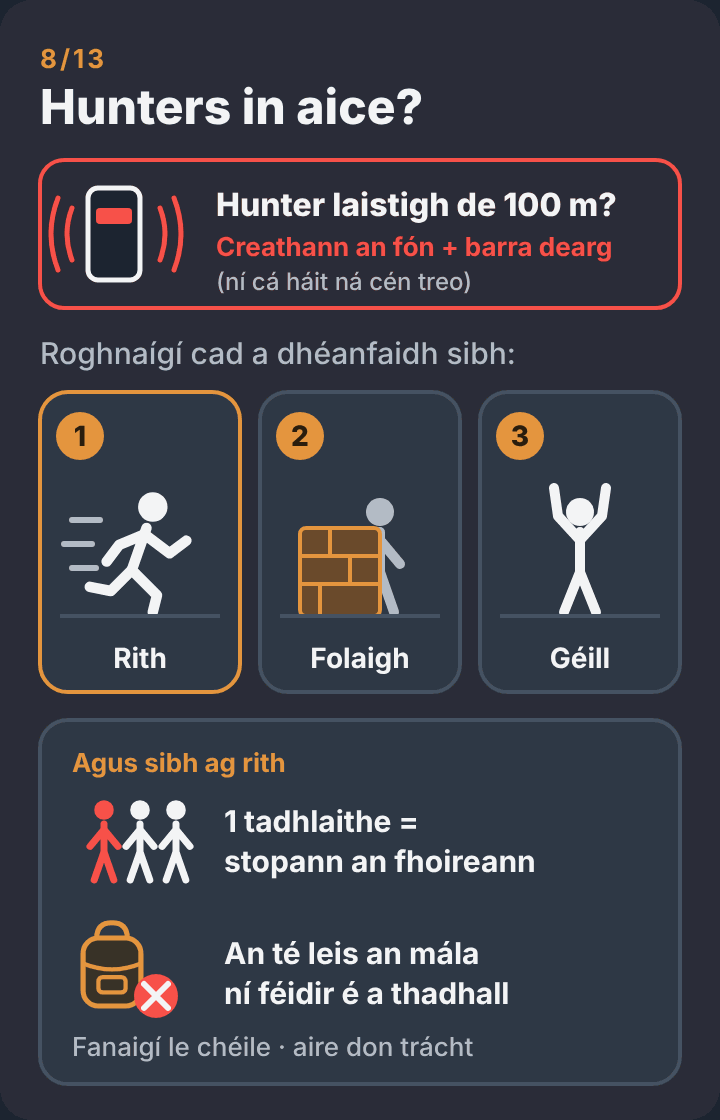 8/13
Hunters in aice?
Hunter laistigh de 100 m?
Creathann an fón + barra dearg
(ní cá háit ná cén treo)
Roghnaígí cad a dhéanfaidh sibh:
1
2
3
Rith
Folaigh
Géill
Agus sibh ag rith
1 tadhlaithe =
stopann an fhoireann
An té leis an mála
ní féidir é a thadhall
Fanaigí le chéile · aire don trácht